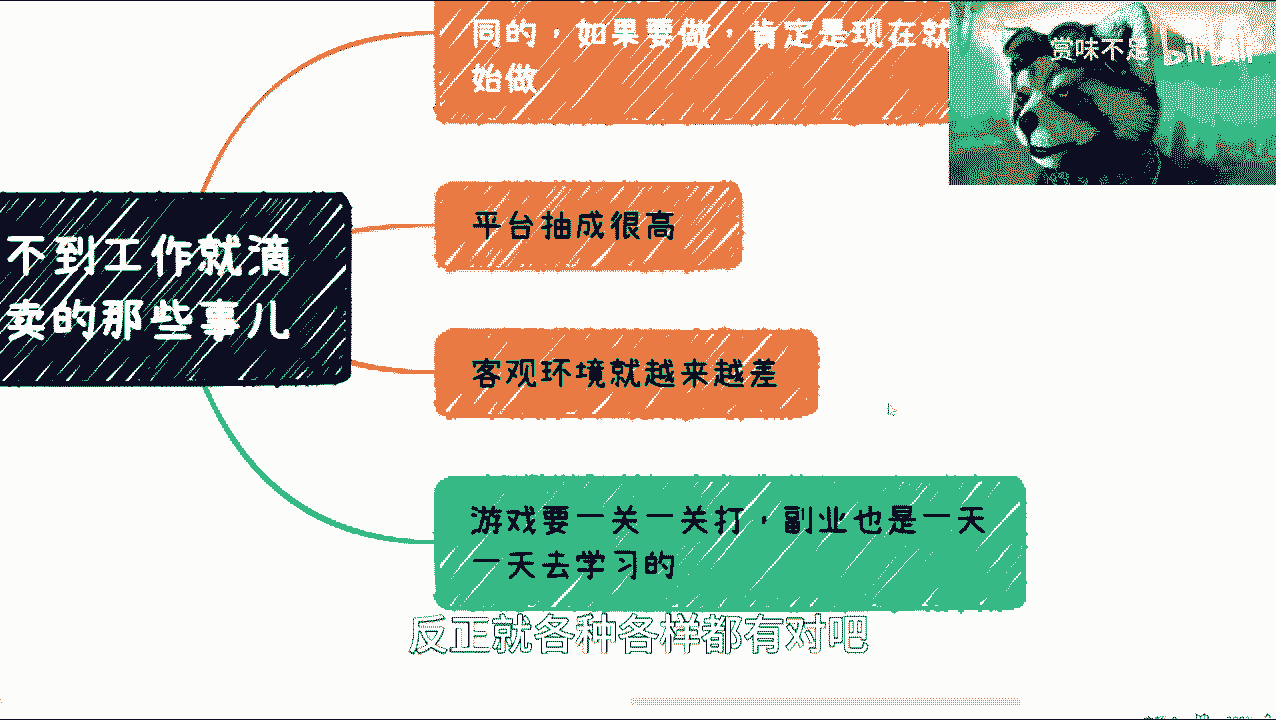 同的，如果要做，肯定是现在就
始做
赏味不足
bilibili
平台抽成很高
不到工作就滴
卖的那些事儿
客观环境就越来越差
游戏要一关一关打，副业也是一天
一天去学习的
反正就各种各样都有对吧